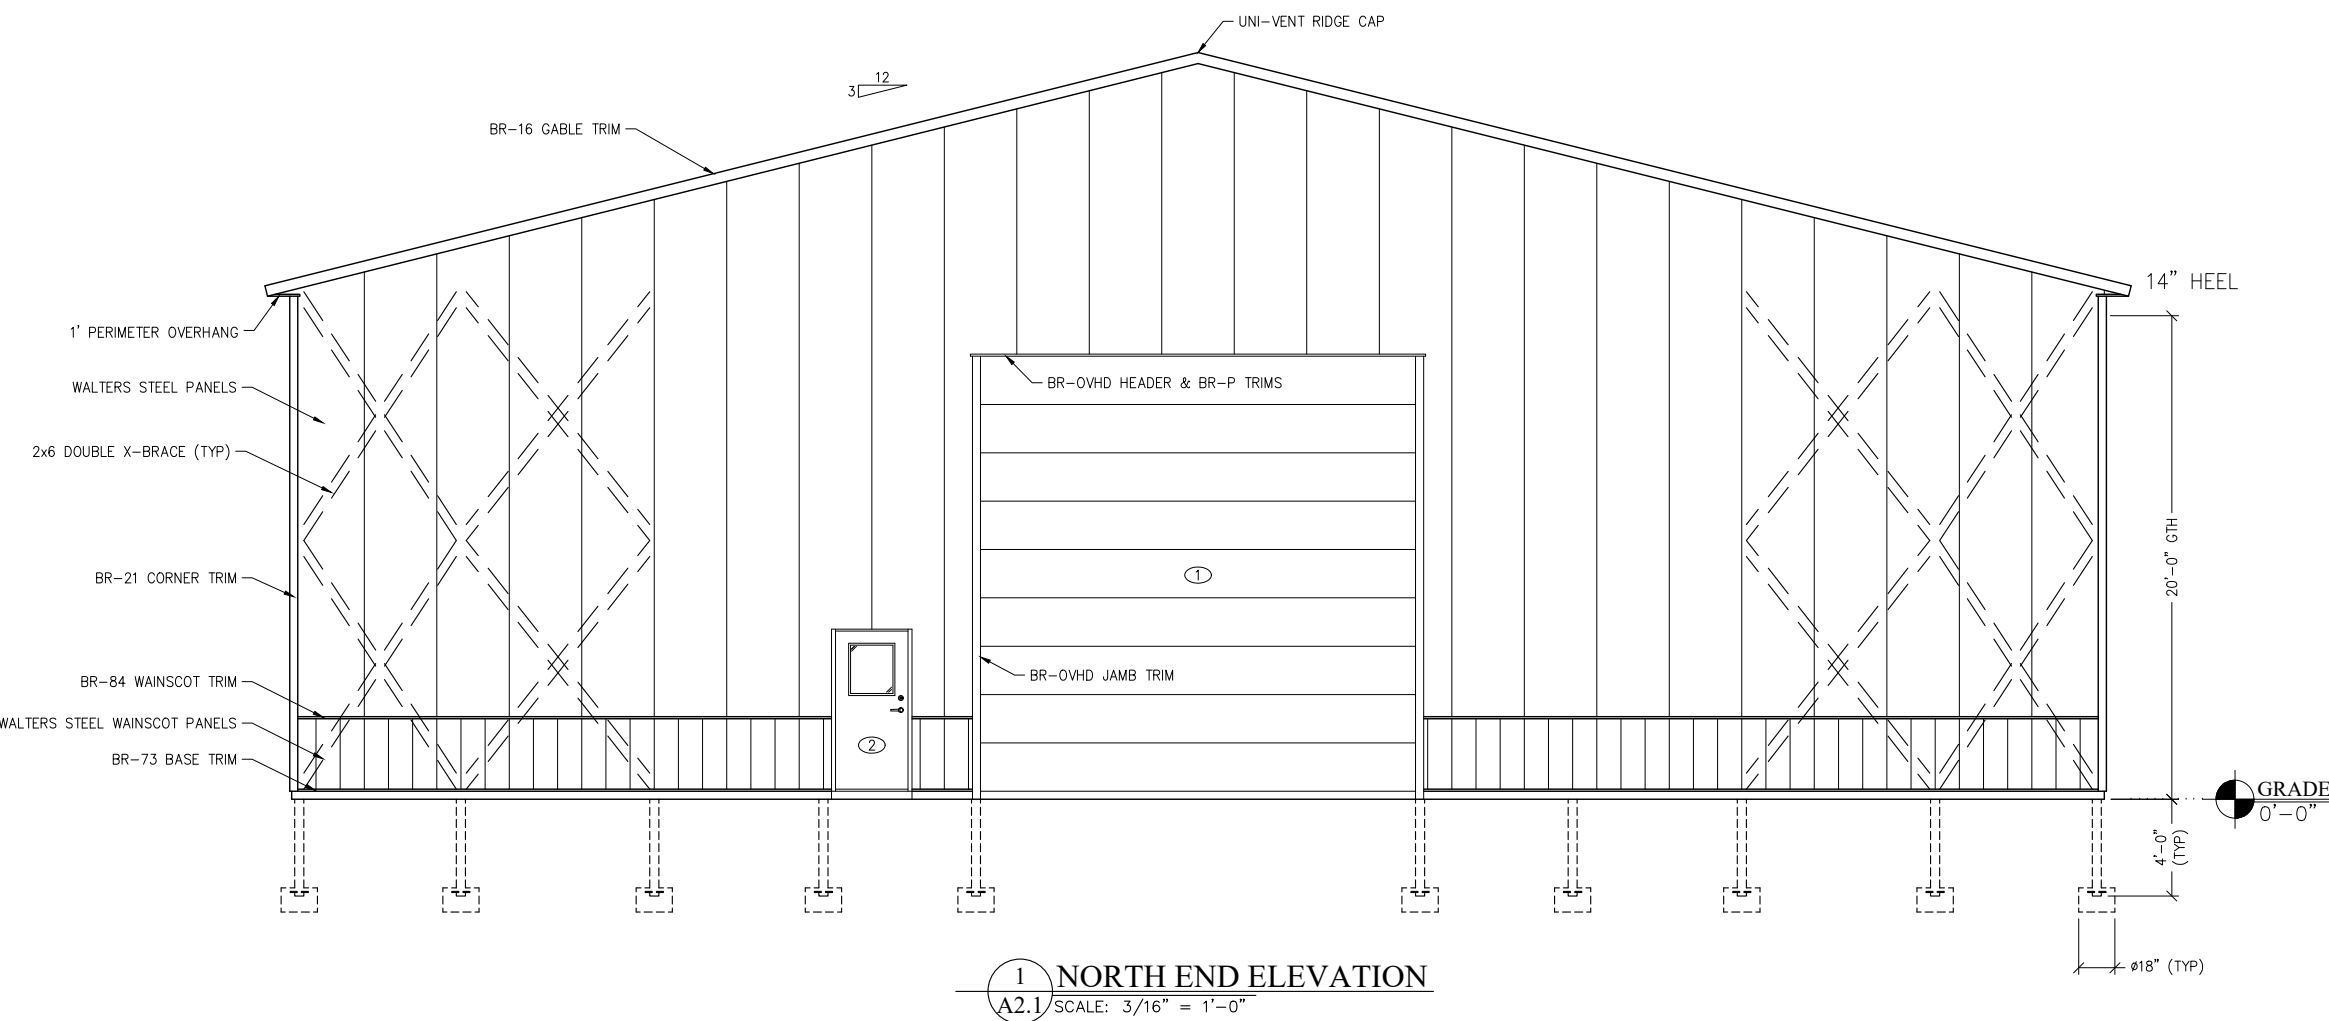 UNI-VENT RIDGE CAP
12
3
BR-16 GABLE TRIM
14" HEEL
1' PERIMETER OVERHANG
WALTERS STEEL PANELS
BR-OVHD HEADER & BR-P TRIMS
2x6 DOUBLE X-BRACE (TYP)
20'-0" GTH
BR-21 CORNER TRIM
1
BR-84 WAINSCOT TRIM
BR-OVHD JAMB TRIM
WALTERS STEEL WAINSCOT PANELS
2
BR-73 BASE TRIM
GRADE
0'-0"
4'-0"
(TYP)
ø18" (TYP)
1
NORTH END ELEVATION
A2.1
SCALE: 3/16" = 1'-0"